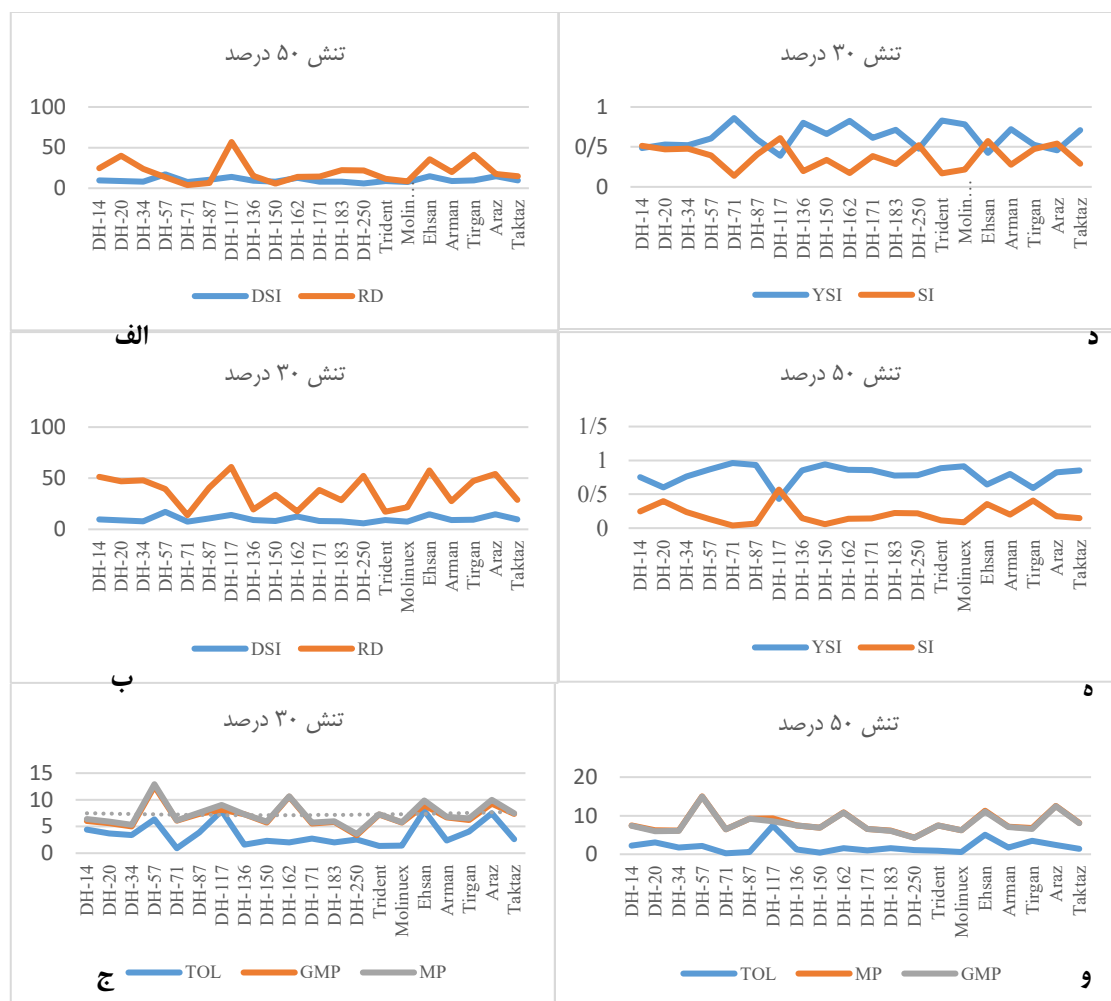 تنش ۵۰ درصد
100
50
0
DH-14
DH-20
DH-34
DH-57
DH-71
DH-87
DH-117
DH-136
DH-150
DH-162
DH-171
DH-183
DH-250
Trident
Molin…
Ehsan
Arman
Tirgan
Araz
Taktaz
DSI RD
الف
تنش ۳۰ درصد
1
0/5
0
DH-14
DH-20
DH-34
DH-57
DH-71
DH-87
DH-117
DH-136
DH-150
DH-162
DH-171
DH-183
DH-250
Trident
Molin…
Ehsan
Arman
Tirgan
Araz
Taktaz
YSI SI
د
تنش ۳۰ درصد
100
50
0
DH-14
DH-20
DH-34
DH-57
DH-71
DH-87
DH-117
DH-136
DH-150
DH-162
DH-171
DH-183
DH-250
Trident
Molinuex
Ehsan
Arman
Tirgan
Araz
Taktaz
DSI RD
ب
تنش ۵۰ درصد
1/5
1
0/5
0
DH-14
DH-20
DH-34
DH-57
DH-71
DH-87
DH-117
DH-136
DH-150
DH-162
DH-171
DH-183
DH-250
Trident
Molinuex
Ehsan
Arman
Tirgan
Araz
Taktaz
YSI SI
ه
تنش ۳۰ درصد
15
10
5
0
DH-14
DH-20
DH-34
DH-57
DH-71
DH-87
DH-117
DH-136
DH-150
DH-162
DH-171
DH-183
DH-250
Trident
Molinuex
Ehsan
Arman
Tirgan
Araz
Taktaz
TOL GMP MP
ج
تنش ۵۰ درصد
20
10
0
DH-14
DH-20
DH-34
DH-57
DH-71
DH-87
DH-117
DH-136
DH-150
DH-162
DH-171
DH-183
DH-250
Trident
Molinuex
Ehsan
Arman
Tirgan
Araz
Taktaz
TOL MP GMP
و